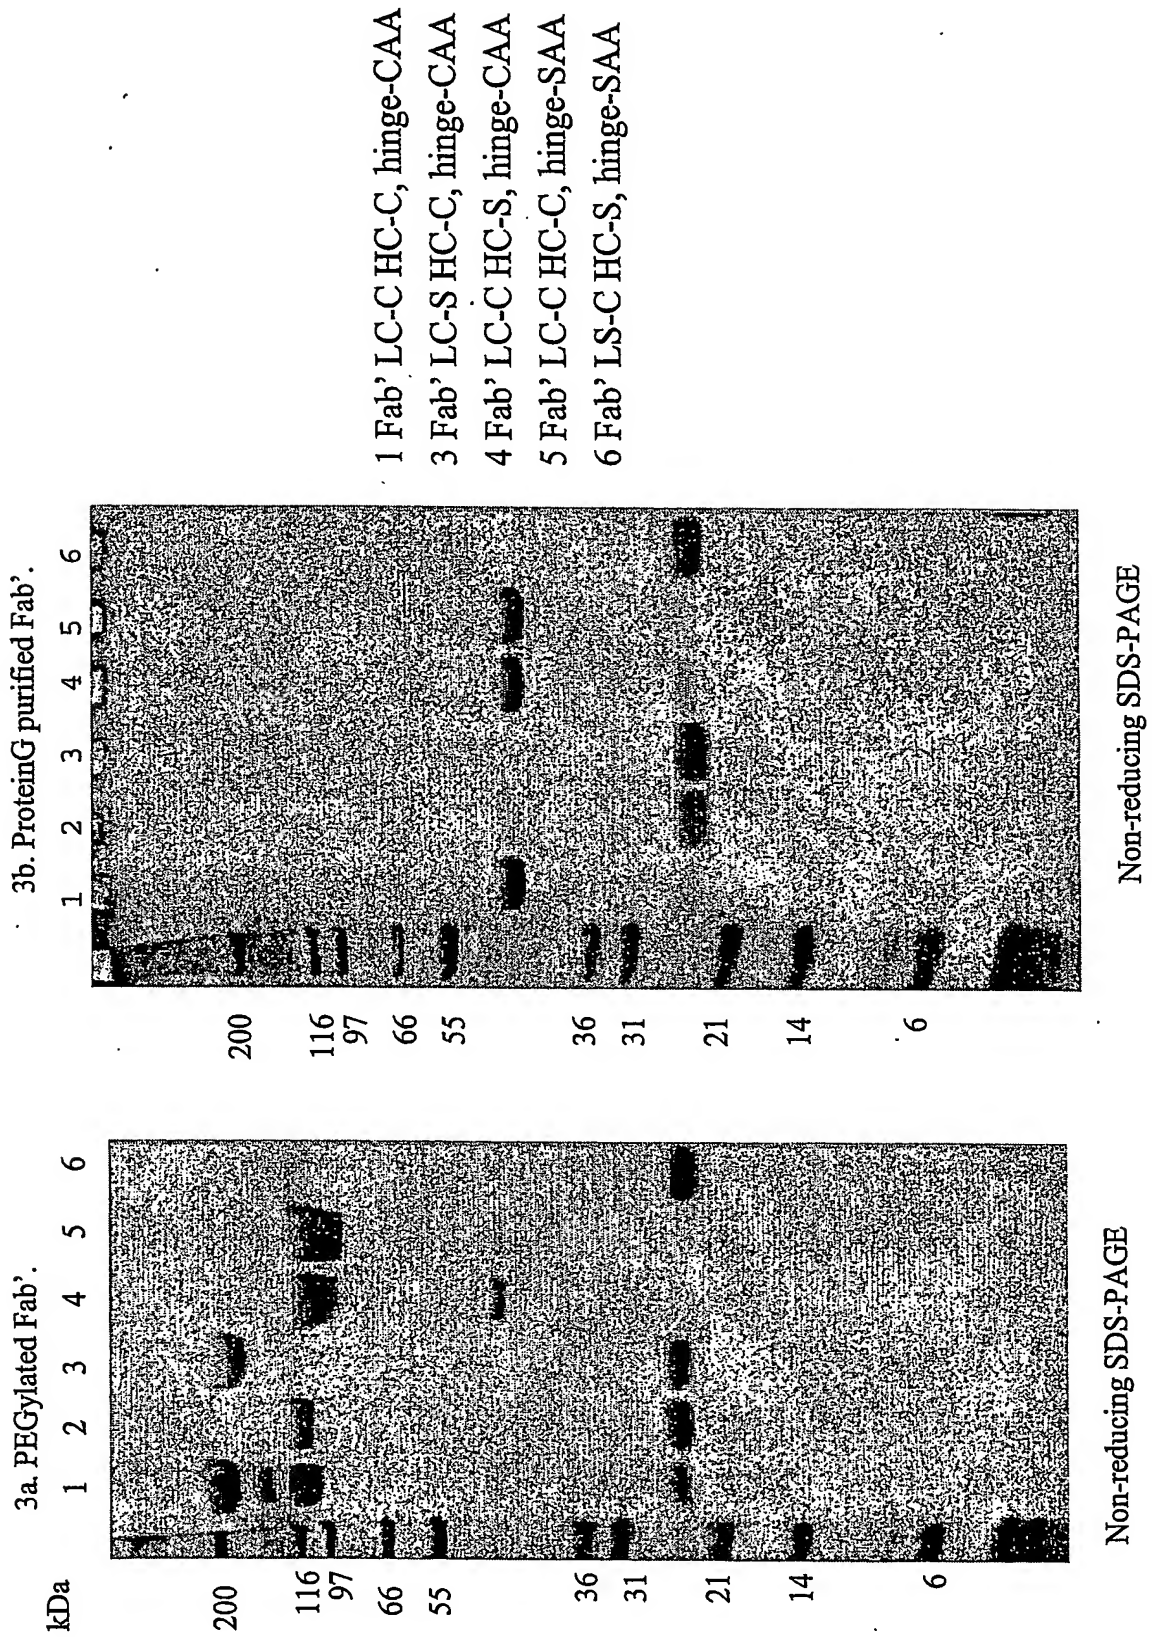 3a. PEGylated Fab’.
kDa
1 2 3 4 5 6
200
116
97
66
55
36
31
21
14
6
Non-reducing SDS-PAGE
3b. ProteinG purified Fab’.
1 2 3 4 5 6
200
116
97
66
55
36
31
21
14
6
Non-reducing SDS-PAGE
1 Fab’ LC-C HC-C, hinge-CAA
3 Fab’ LC-S HC-C, hinge-CAA
4 Fab’ LC-C HC-S, hinge-CAA
5 Fab’ LC-C HC-C, hinge-SAA
6 Fab’ LS-C HC-S, hinge-SAA